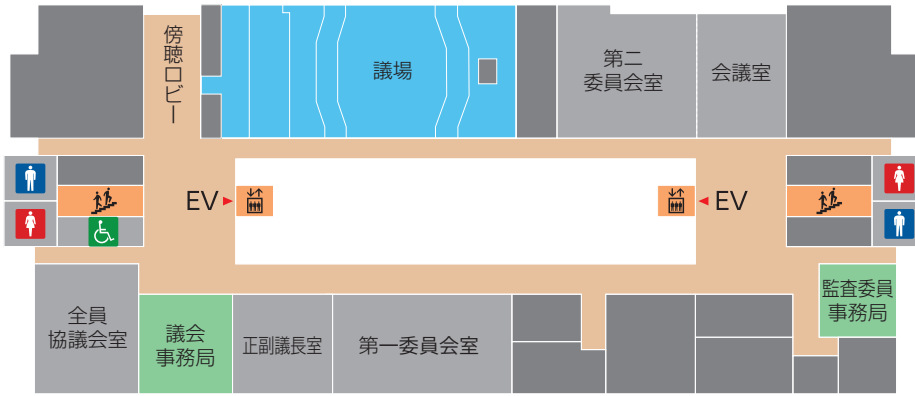 傍聴ロビー
議場
第二
委員会室
会議室
EV
EV
全員
協議会室
議会
事務局
正副議長室
第一委員会室
監査委員
事務局